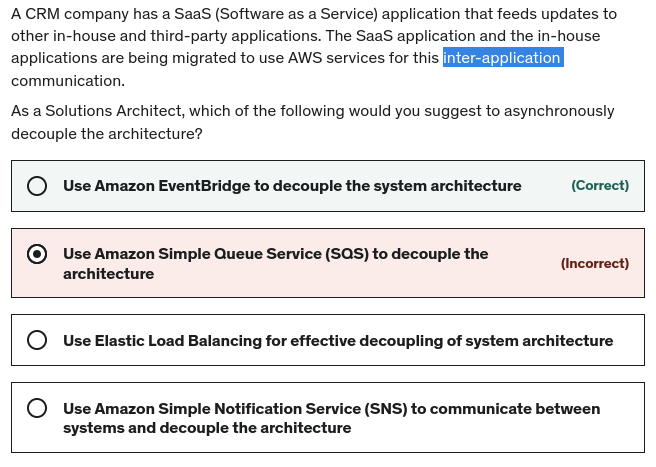 A CRM company has a SaaS (Software as a Service) application that feeds updates to
other in-house and third-party applications. The SaaS application and the in-house
applications are being migrated to use AWS services for this inter-application
communication.
As a Solutions Architect, which of the following would you suggest to asynchronously
decouple the architecture?
Use Amazon EventBridge to decouple the system architecture (Correct)
Use Amazon Simple Queue Service (SQS) to decouple the
architecture (Incorrect)
Use Elastic Load Balancing for effective decoupling of system architecture
Use Amazon Simple Notification Service (SNS) to communicate between
systems and decouple the architecture